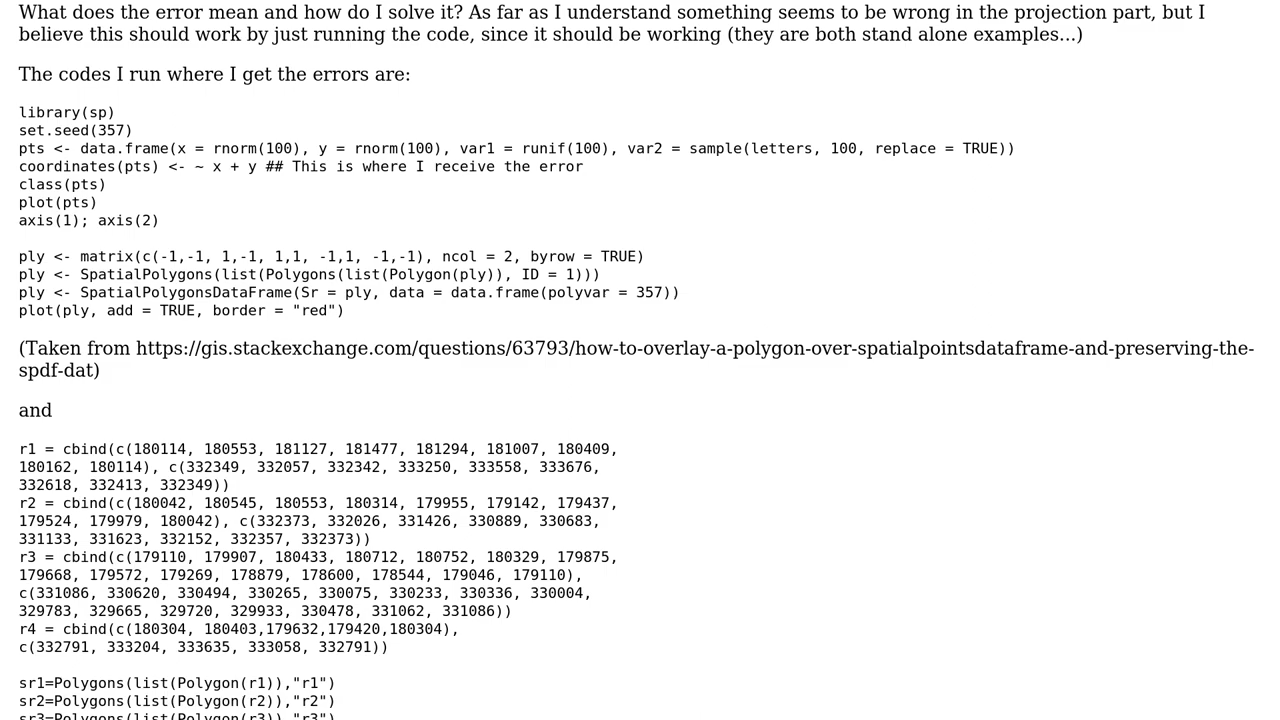 What does the error mean and how do I solve it? As far as I understand something seems to be wrong in the projection part, but I
believe this should work by just running the code, since it should be working (they are both stand alone examples...)
The codes I run where I get the errors are:
library(sp)
set.seed(357)
pts <- data.frame(x = rnorm(100), y = rnorm(100), var1 = runif(100), var2 = sample(letters, 100, replace = TRUE))
coordinates(pts) <- ~ x + y ## This is where I receive the error
class(pts)
plot(pts)
axis(1); axis(2)
ply <- matrix(c(-1,-1, 1,-1, 1,1, -1,1, -1,-1), ncol = 2, byrow = TRUE)
ply <- SpatialPolygons(list(Polygons(list(Polygon(ply)), ID = 1)))
ply <- SpatialPolygonsDataFrame(Sr = ply, data = data.frame(polyvar = 357))
plot(ply, add = TRUE, border = "red")
(Taken from https://gis.stackexchange.com/questions/63793/how-to-overlay-a-polygon-over-spatialpointsdataframe-and-preserving-the-
spdf-dat)
and
r1 = cbind(c(180114, 180553, 181127, 181477, 181294, 181007, 180409,
180162, 180114), c(332349, 332057, 332342, 333250, 333558, 333676,
332618, 332413, 332349))
r2 = cbind(c(180042, 180545, 180553, 180314, 179955, 179142, 179437,
179524, 179979, 180042), c(332373, 332026, 331426, 330889, 330683,
331133, 331623, 332152, 332357, 332373))
r3 = cbind(c(179110, 179907, 180433, 180712, 180752, 180329, 179875,
179668, 179572, 179269, 178879, 178600, 178544, 179046, 179110),
c(331086, 330620, 330494, 330265, 330075, 330233, 330336, 330004,
329783, 329665, 329720, 329933, 330478, 331062, 331086))
r4 = cbind(c(180304, 180403,179632,179420,180304),
c(332791, 333204, 333635, 333058, 332791))
sr1=Polygons(list(Polygon(r1)),"r1")
sr2=Polygons(list(Polygon(r2)),"r2")
sr3=Polygons(list(Polygon(r3)),"r3")